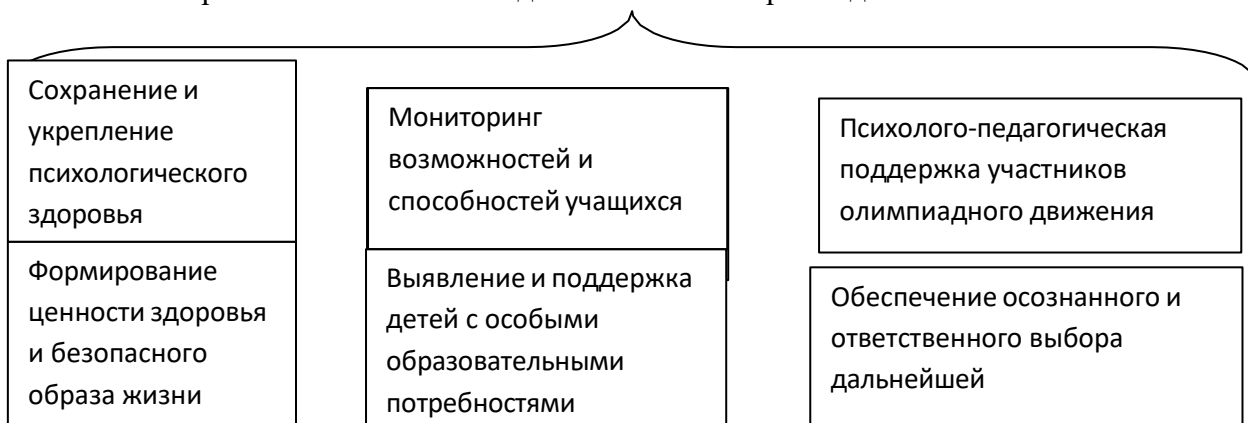 Сохранение и
укрепление
психологического
здоровья
Мониторинг
возможностей и
способностей учащихся
Психолого-педагогическая
поддержка участников
олимпиадного движения
Формирование
ценности здоровья
и безопасного
образа жизни
Выявление и поддержка
детей с особыми
образовательными
потребностями
Обеспечение осознанного и
ответственного выбора
дальнейшей